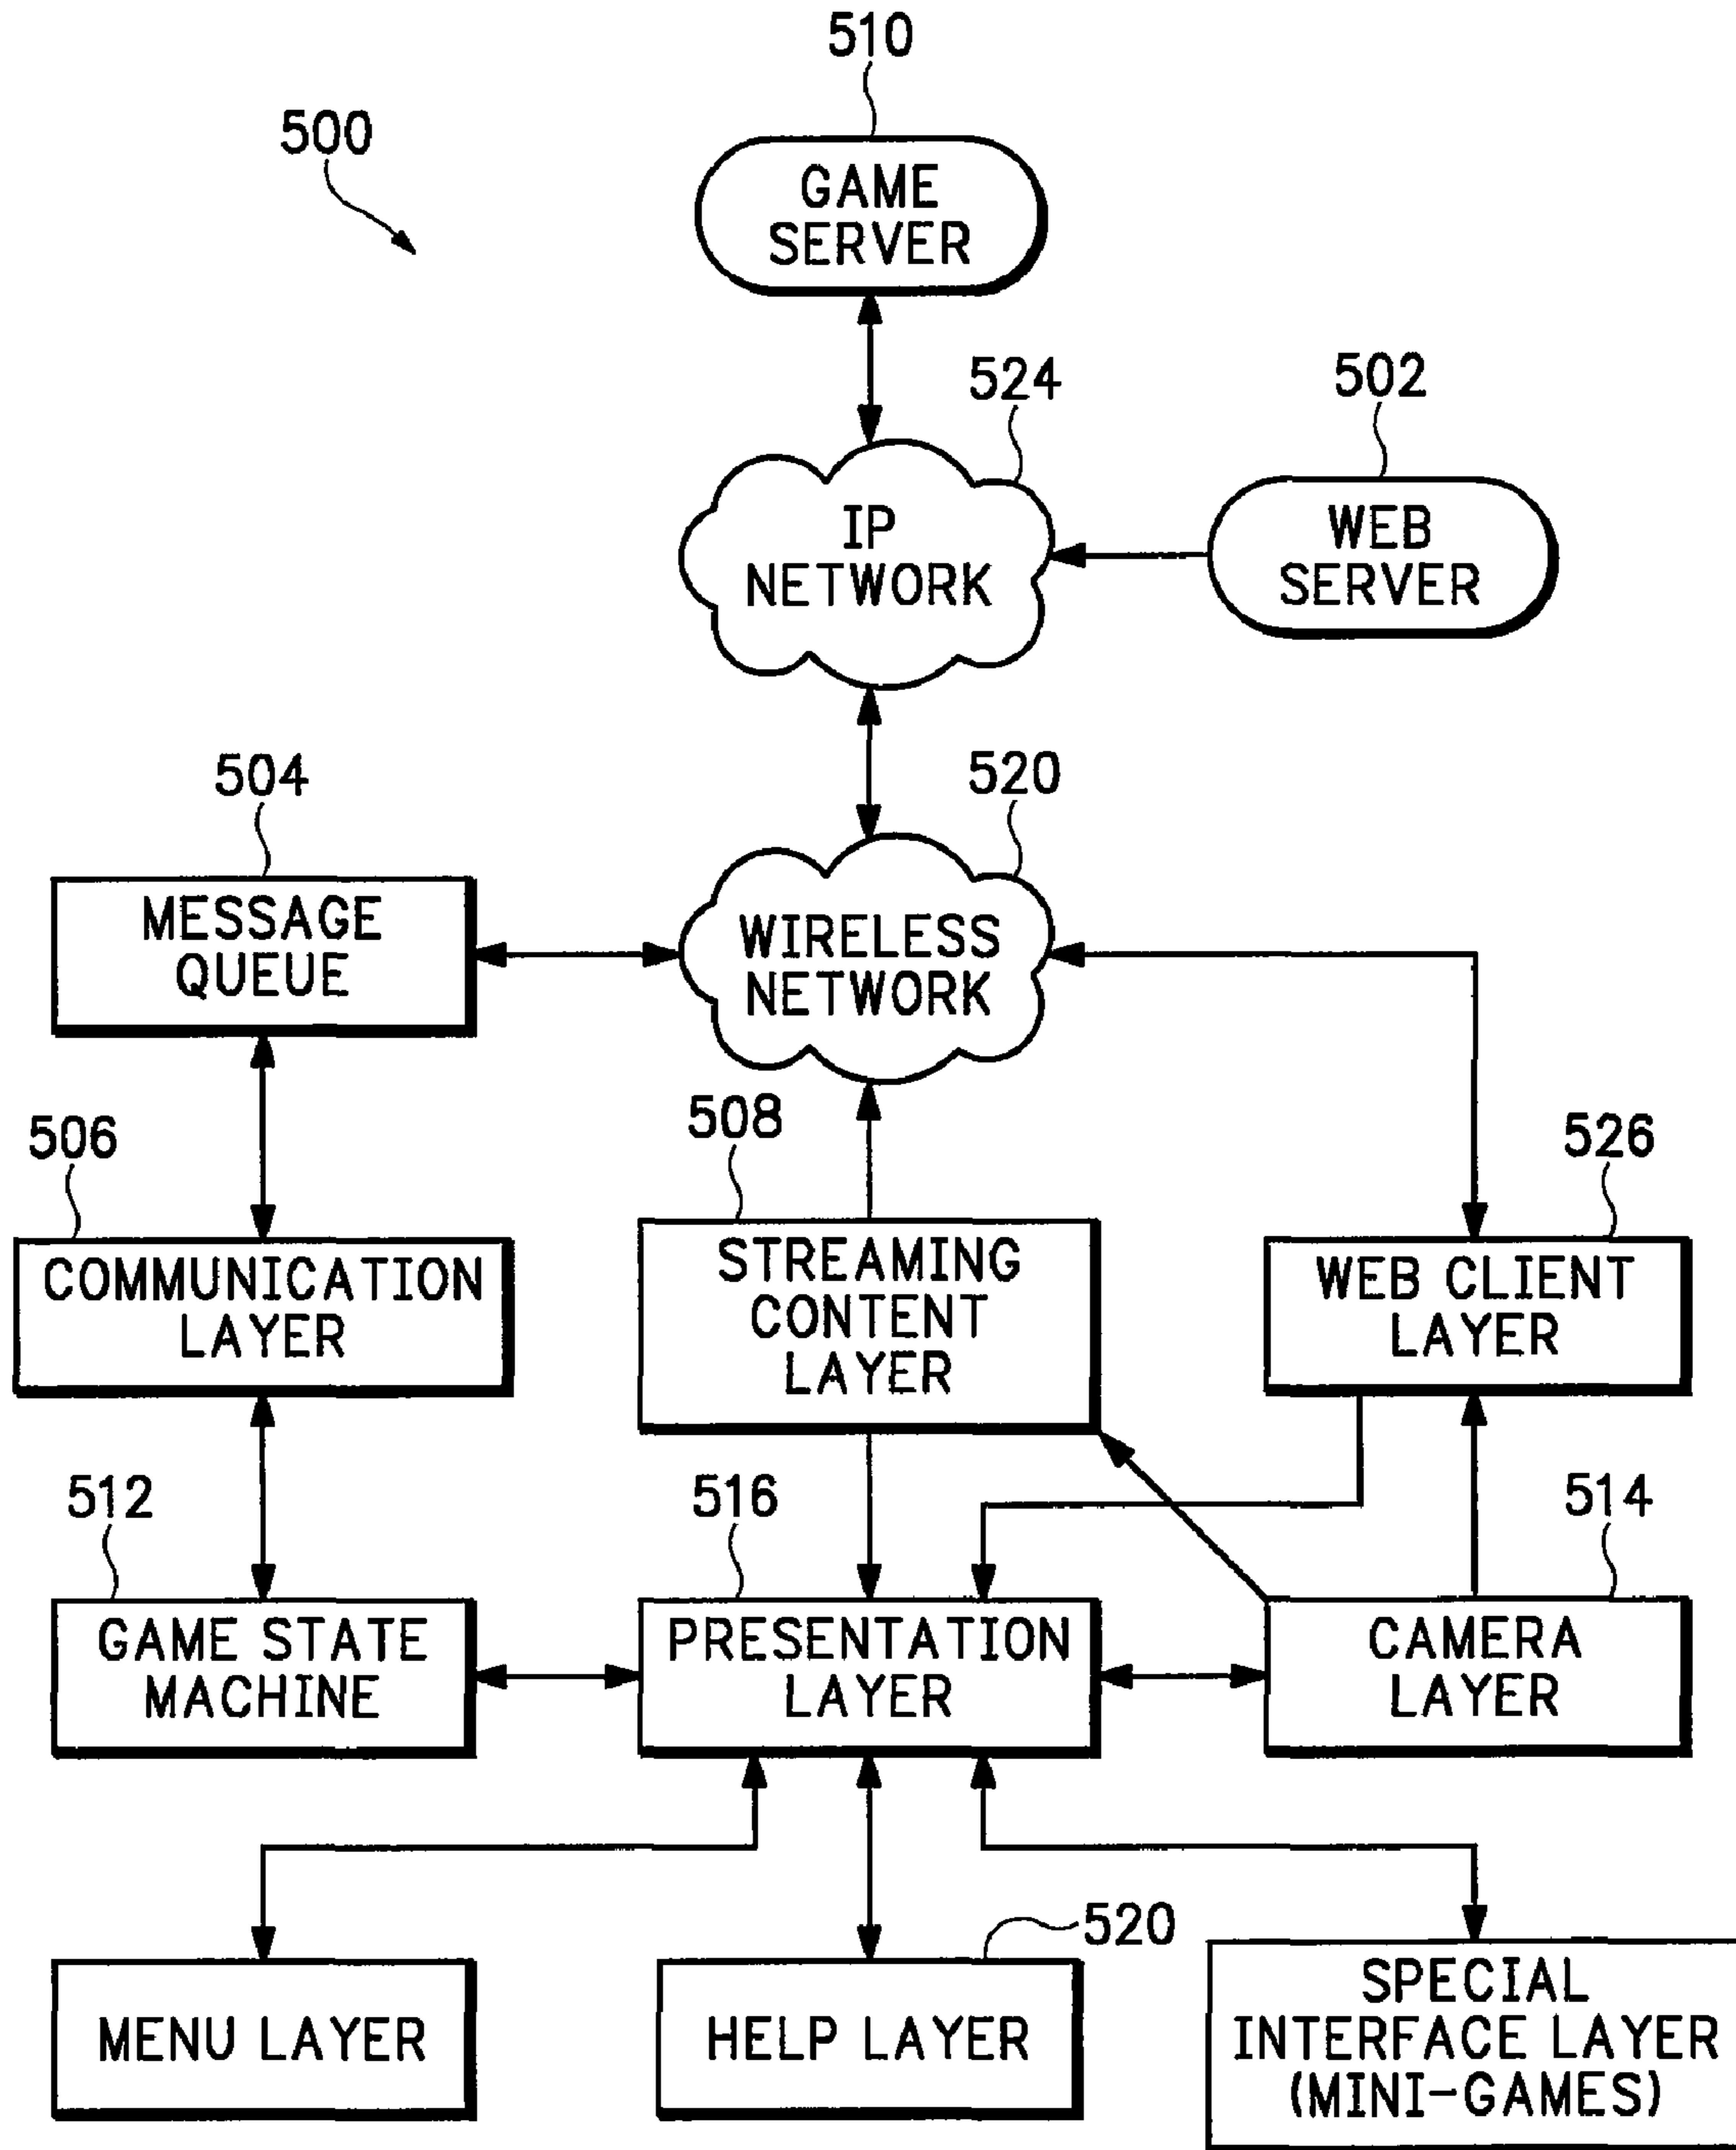 510
500
GAME
SERVER
524
502
IP
NETWORK
WEB
SERVER
504
520
MESSAGE
QUEUE
WIRELESS
NETWORK
506
508
526
COMMUNICATION
LAYER
STREAMING
CONTENT
LAYER
WEB CLIENT
LAYER
512
516
514
GAME STATE
MACHINE
PRESENTATION
LAYER
CAMERA
LAYER
520
MENU LAYER
HELP LAYER
SPECIAL
INTERFACE LAYER
(MINI-GAMES)